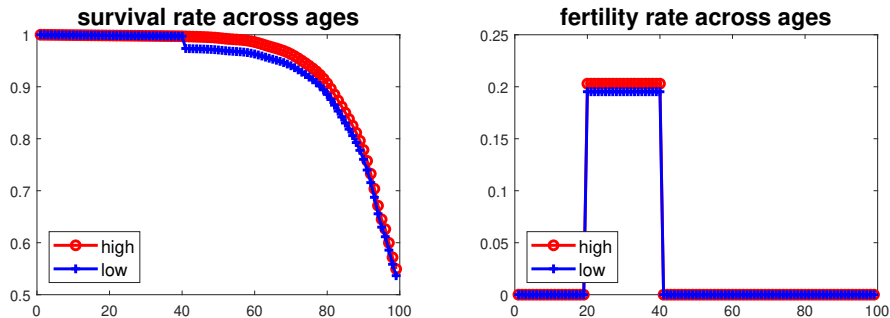 survival rate across ages
1
0.9
0.8
0.7
0.6
0.5
0 20 40 60 80 100
high
low
fertility rate across ages
0.25
0.2
0.15
0.1
0.05
0
0 20 40 60 80 100
high
low